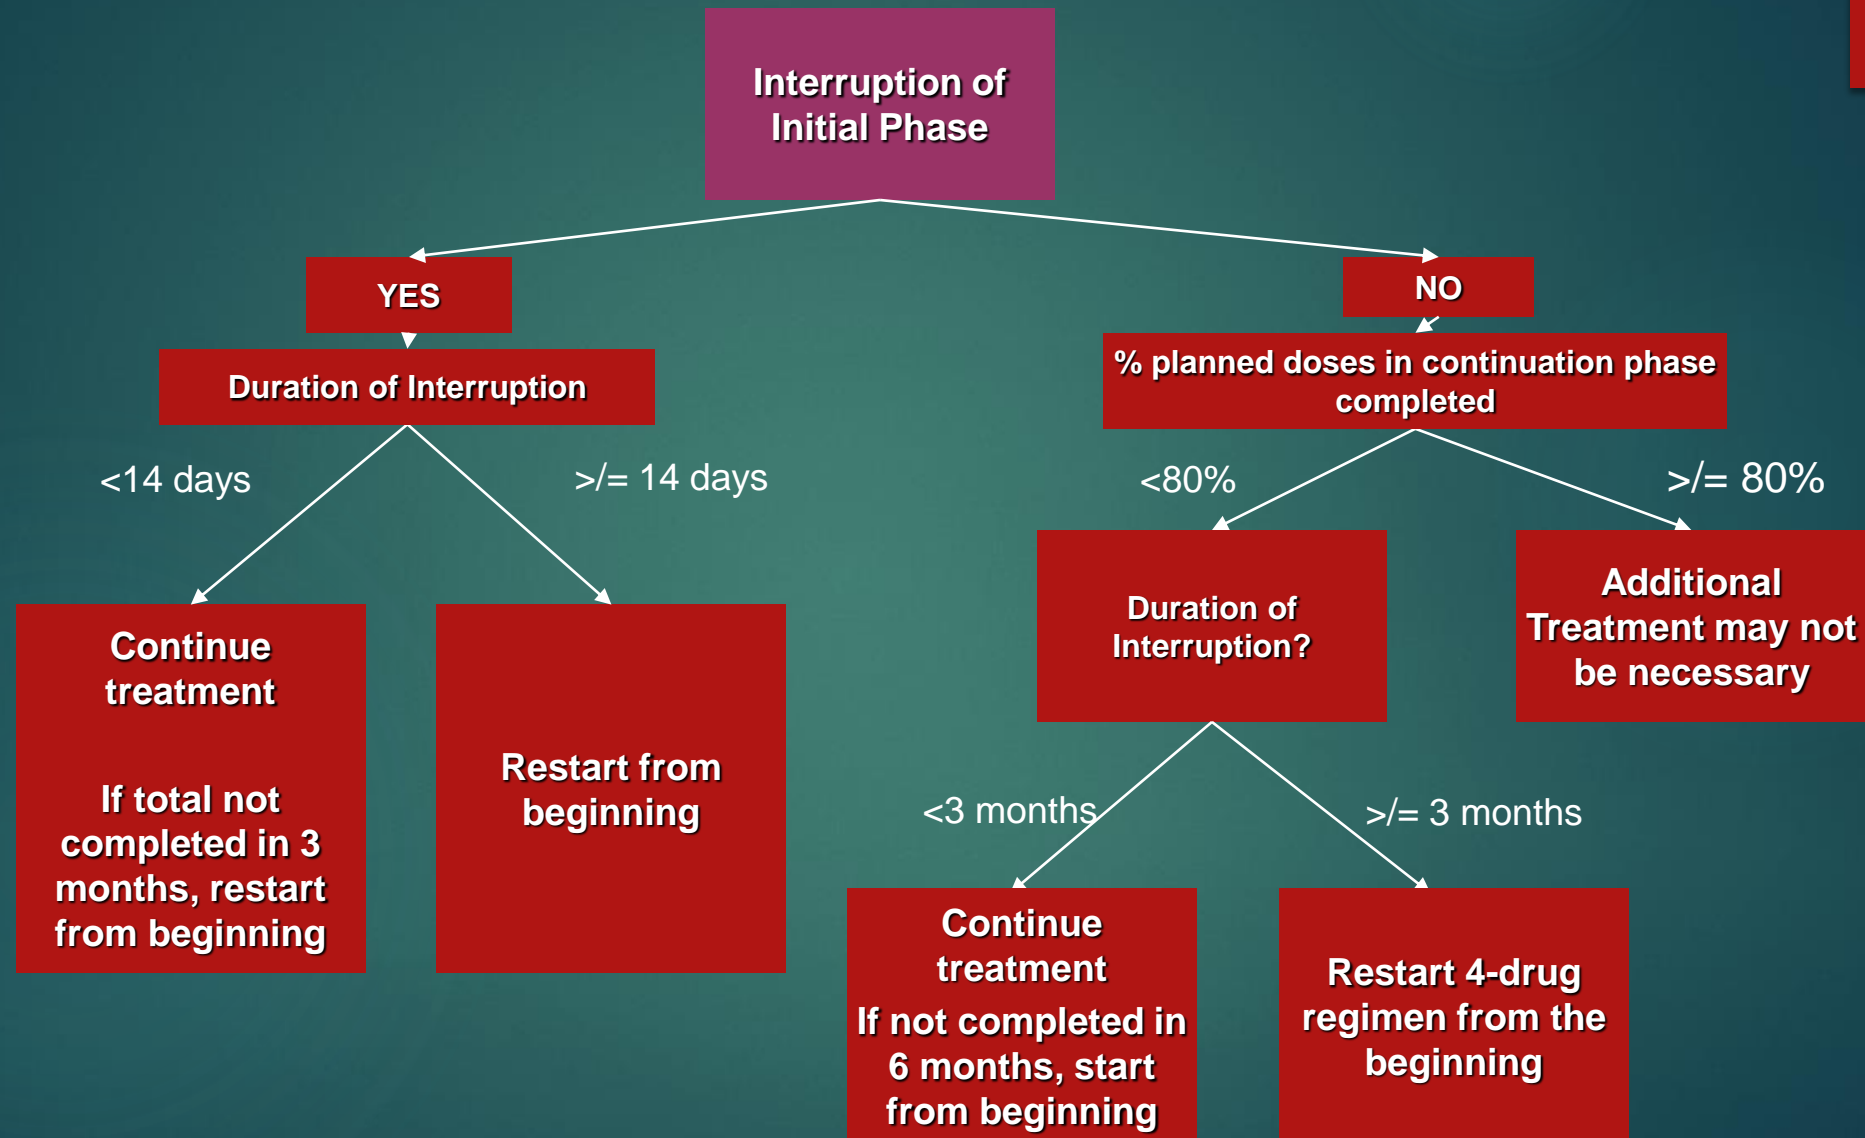 Interruption of
Initial Phase
YES
NO
Duration of Interruption
% planned doses in continuation phase
completed
<14 days
>/= 14 days
<80%
>/= 80%
Continue
treatment
If total not
completed in 3
months, restart
from beginning
Restart from
beginning
Duration of
Interruption?
Additional
Treatment may not
be necessary
<3 months
>/= 3 months
Continue
treatment
If not completed in
6 months, start
from beginning
Restart 4-drug
regimen from the
beginning